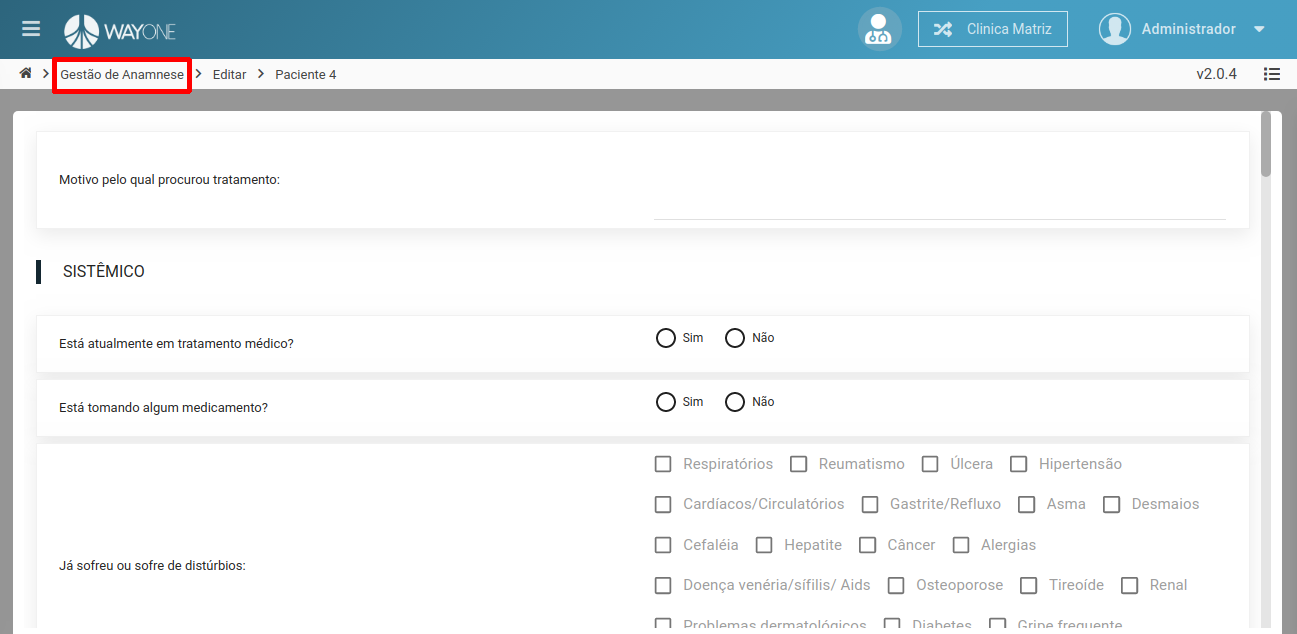 WAYONE
Clinica Matriz
Administrador
Gestão de Anamnese > Editar > Paciente 4
v2.0.4
Motivo pelo qual procurou tratamento:
SISTÊMICO
Está atualmente em tratamento médico?
Sim Não
Está tomando algum medicamento?
Sim Não
Já sofreu ou sofre de distúrbios:
Respiratórios Reumatismo Úlcera Hipertensão
Cardíacos/Circulatórios Gastrite/Refluxo Asma Desmaios
Cefaléia Hepatite Câncer Alergias
Doença venéria/sífilis/ Aids Osteoporose Tireoíde Renal
Problemas dermatológicos Diabetes Gripe frequente